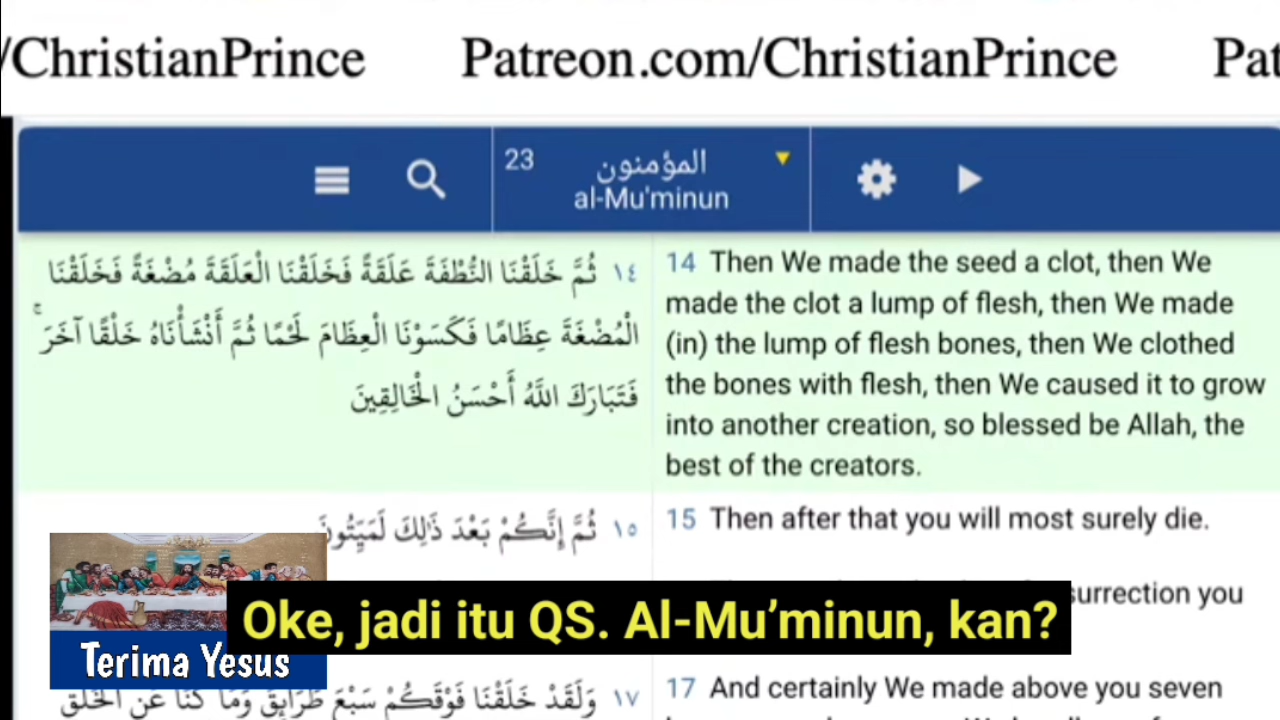 /ChristianPrince Patreon.com/ChristianPrince Pat
23
المؤمنون
al-Mu'minun
١٤ ثُمَّ خَلَقْنَا النُّطْفَةَ عَلَقَةً فَخَلَقْنَا الْعَلَقَةَ مُضْغَةً فَخَلَقْنَا
الْمُضْغَةَ عِظَامًا فَكَسَوْنَا الْعِظَامَ لَحْمًا ثُمَّ أَنْشَأْنَاهُ خَلْقًا آخَرَ ۚ
فَتَبَارَكَ اللَّهُ أَحْسَنُ الْخَالِقِينَ
14 Then We made the seed a clot, then We
made the clot a lump of flesh, then We made
(in) the lump of flesh bones, then We clothed
the bones with flesh, then We caused it to grow
into another creation, so blessed be Allah, the
best of the creators.
١٥ ثُمَّ إِنَّكُمْ بَعْدَ ذَٰلِكَ لَمَيِّتُونَ
15 Then after that you will most surely die.
surrection you
Oke, jadi itu QS. Al-Mu’minun, kan?
Terima Yesus
١٧ وَلَقَدْ خَلَقْنَا فَوْقَكُمْ سَبْعَ طَرَائِقَ وَمَا كُنَّا عَنِ الْخَلْقِ
17 And certainly We made above you seven